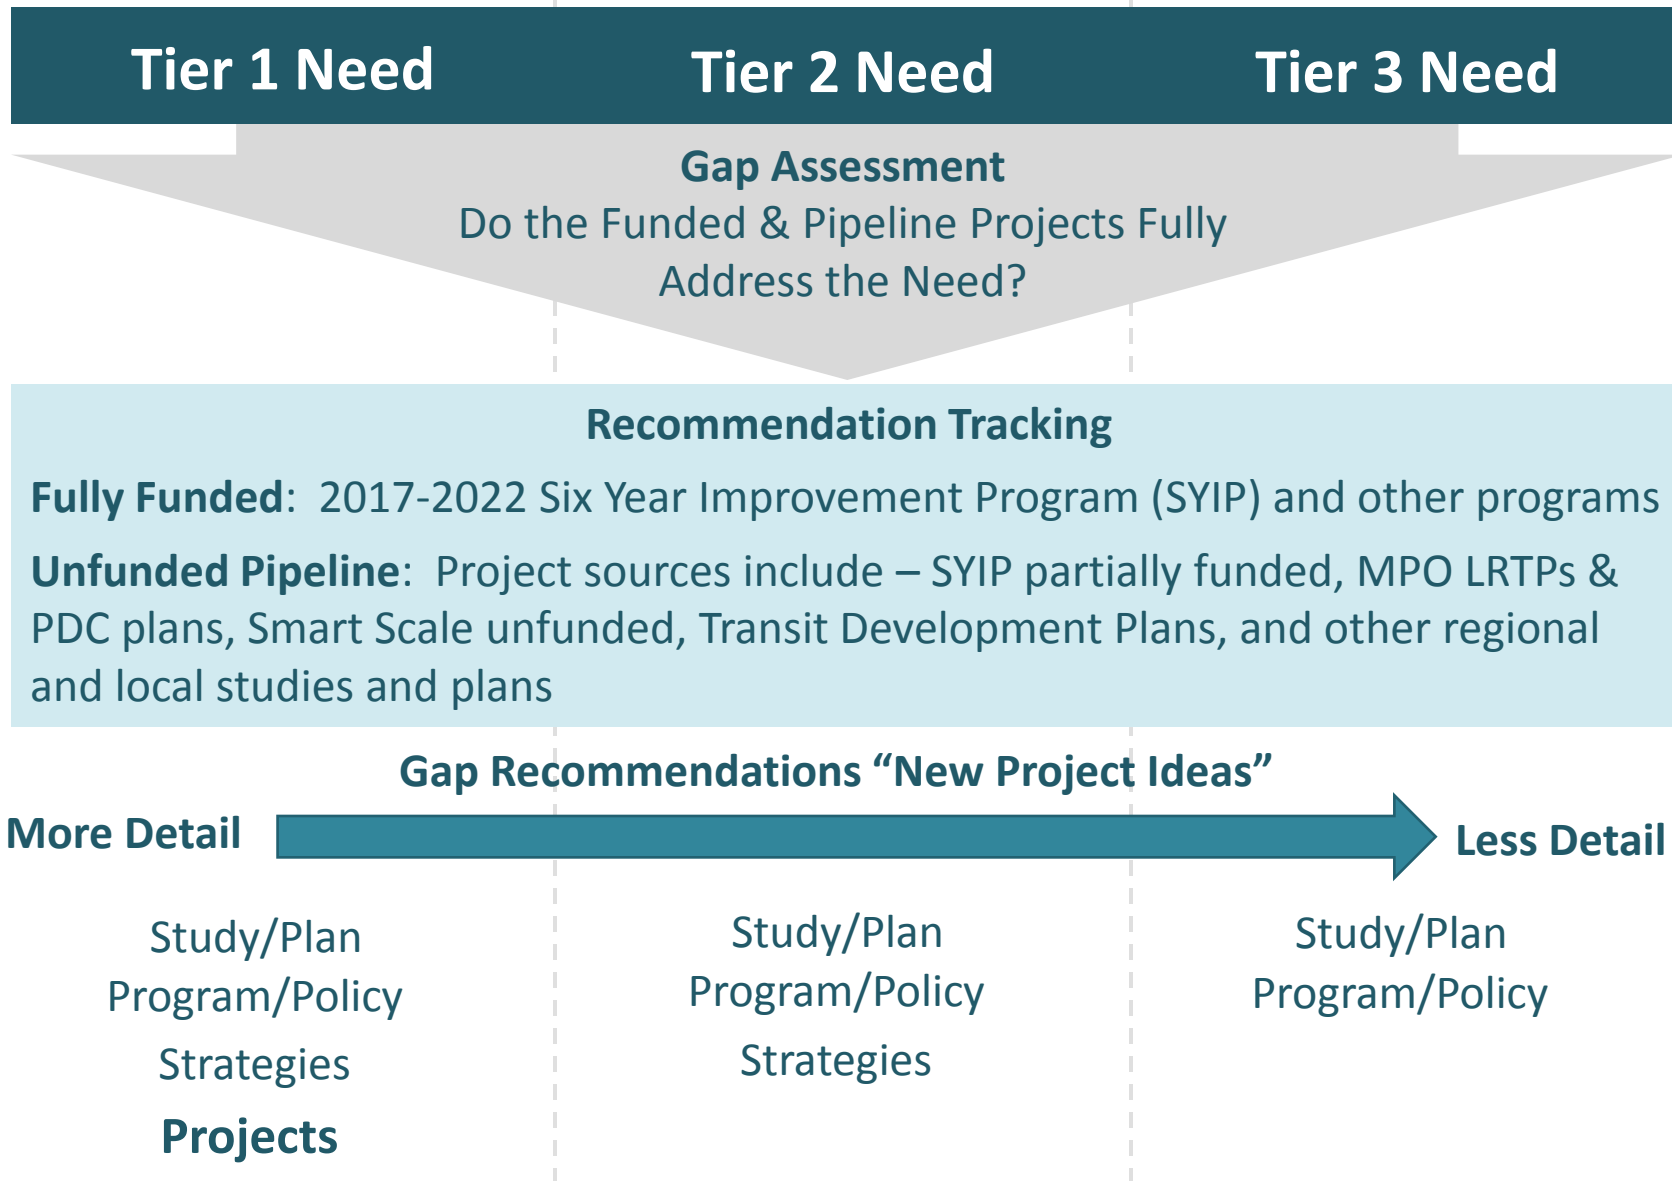 Tier 1 Need
Tier 2 Need
Tier 3 Need
Gap Assessment
Do the Funded & Pipeline Projects Fully
Address the Need?
Recommendation Tracking
Fully Funded:  2017-2022 Six Year Improvement Program (SYIP) and other programs
Unfunded Pipeline:  Project sources include – SYIP partially funded, MPO LRTPs &
PDC plans, Smart Scale unfunded, Transit Development Plans, and other regional
and local studies and plans
Gap Recommendations “New Project Ideas”
More Detail
Less Detail
Study/Plan
Program/Policy
Strategies
Projects
Study/Plan
Program/Policy
Strategies
Study/Plan
Program/Policy